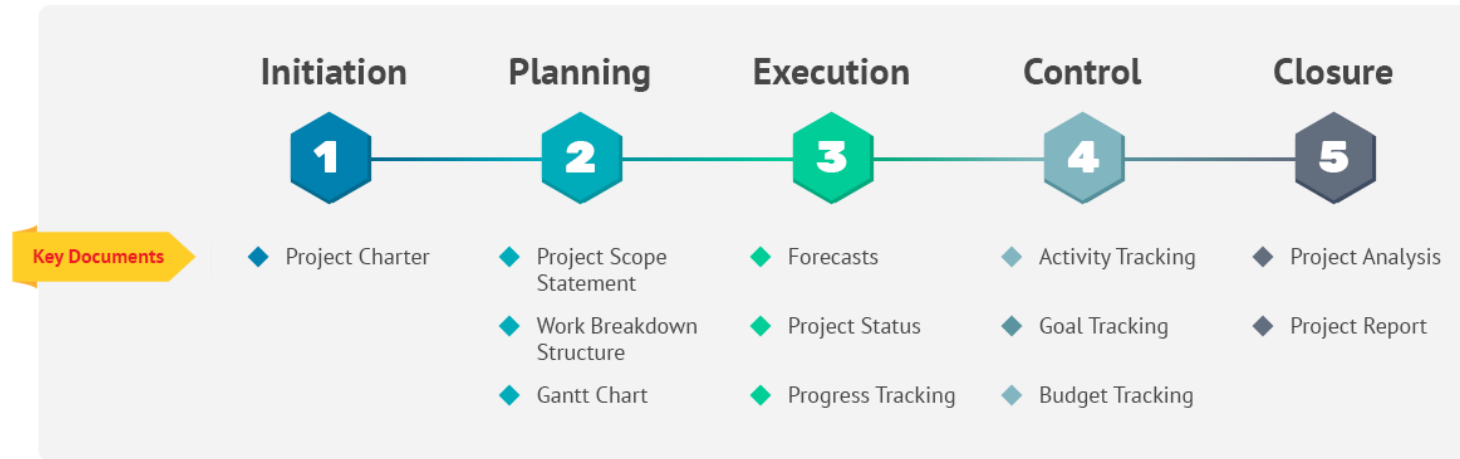 Initiation
Planning
Execution
Control
Closure
1
2
3
4
5
Key Documents
Project Charter
Project Scope
Statement
Work Breakdown
Structure
Gantt Chart
Forecasts
Project Status
Progress Tracking
Activity Tracking
Goal Tracking
Budget Tracking
Project Analysis
Project Report